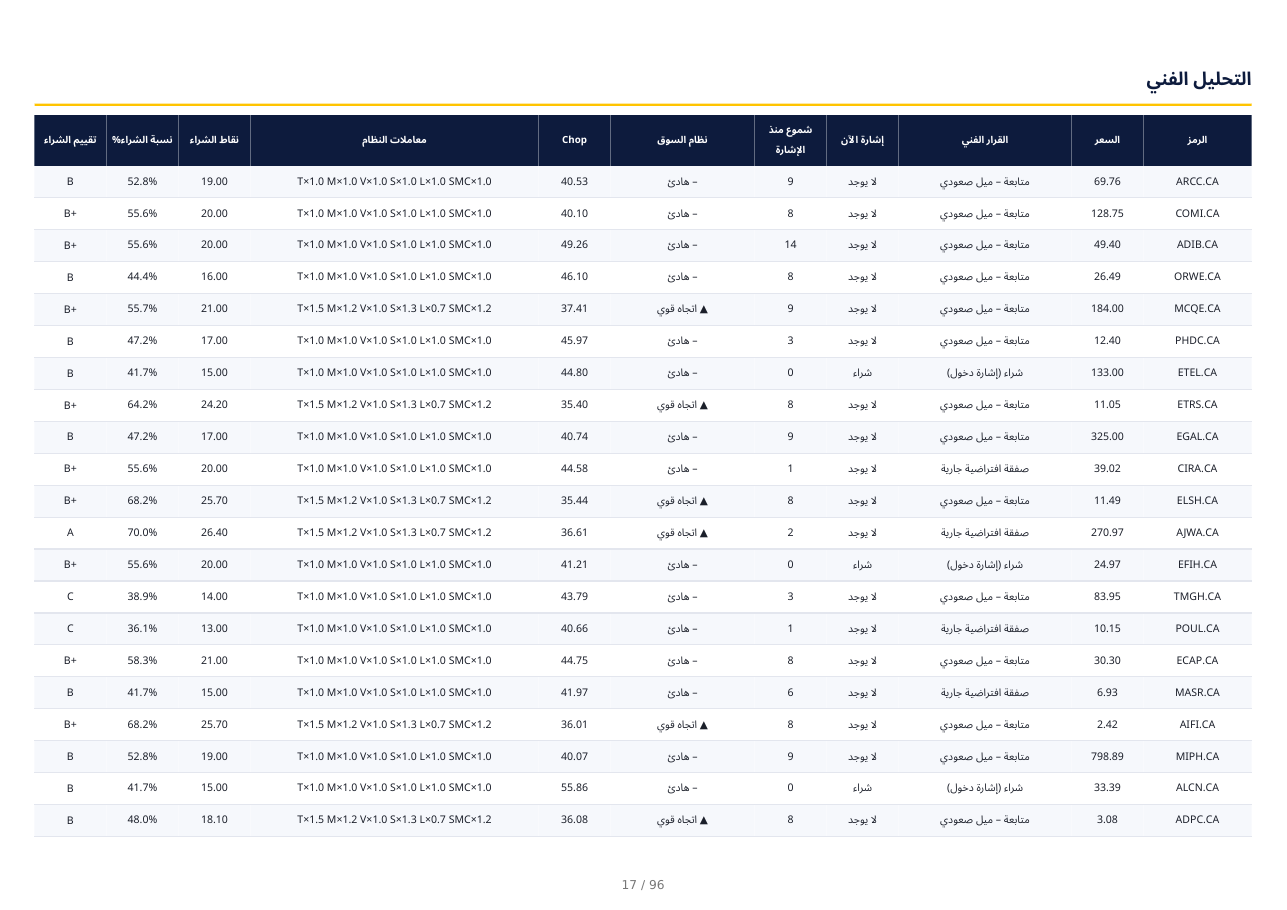 التحليل الفني
الرمز السعر القرار الفني إشارة الآن شموع منذ الإشارة نظام السوق Chop معاملات النظام نقاط الشراء نسبة الشراء% تقييم الشراء
ARCC.CA 69.76 متابعة – ميل صعودي لا يوجد 9 – هادئ 40.53 T×1.0 M×1.0 V×1.0 S×1.0 L×1.0 SMC×1.0 19.00 52.8% B
COMI.CA 128.75 متابعة – ميل صعودي لا يوجد 8 – هادئ 40.10 T×1.0 M×1.0 V×1.0 S×1.0 L×1.0 SMC×1.0 20.00 55.6% B+
ADIB.CA 49.40 متابعة – ميل صعودي لا يوجد 14 – هادئ 49.26 T×1.0 M×1.0 V×1.0 S×1.0 L×1.0 SMC×1.0 20.00 55.6% B+
ORWE.CA 26.49 متابعة – ميل صعودي لا يوجد 8 – هادئ 46.10 T×1.0 M×1.0 V×1.0 S×1.0 L×1.0 SMC×1.0 16.00 44.4% B
MCQE.CA 184.00 متابعة – ميل صعودي لا يوجد 9 ▲ اتجاه قوي 37.41 T×1.5 M×1.2 V×1.0 S×1.3 L×0.7 SMC×1.2 21.00 55.7% B+
PHDC.CA 12.40 متابعة – ميل صعودي لا يوجد 3 – هادئ 45.97 T×1.0 M×1.0 V×1.0 S×1.0 L×1.0 SMC×1.0 17.00 47.2% B
ETEL.CA 133.00 شراء (إشارة دخول) شراء 0 – هادئ 44.80 T×1.0 M×1.0 V×1.0 S×1.0 L×1.0 SMC×1.0 15.00 41.7% B
ETRS.CA 11.05 متابعة – ميل صعودي لا يوجد 8 ▲ اتجاه قوي 35.40 T×1.5 M×1.2 V×1.0 S×1.3 L×0.7 SMC×1.2 24.20 64.2% B+
EGAL.CA 325.00 متابعة – ميل صعودي لا يوجد 9 – هادئ 40.74 T×1.0 M×1.0 V×1.0 S×1.0 L×1.0 SMC×1.0 17.00 47.2% B
CIRA.CA 39.02 صفقة افتراضية جارية لا يوجد 1 – هادئ 44.58 T×1.0 M×1.0 V×1.0 S×1.0 L×1.0 SMC×1.0 20.00 55.6% B+
ELSH.CA 11.49 متابعة – ميل صعودي لا يوجد 8 ▲ اتجاه قوي 35.44 T×1.5 M×1.2 V×1.0 S×1.3 L×0.7 SMC×1.2 25.70 68.2% B+
AJWA.CA 270.97 صفقة افتراضية جارية لا يوجد 2 ▲ اتجاه قوي 36.61 T×1.5 M×1.2 V×1.0 S×1.3 L×0.7 SMC×1.2 26.40 70.0% A
EFIH.CA 24.97 شراء (إشارة دخول) شراء 0 – هادئ 41.21 T×1.0 M×1.0 V×1.0 S×1.0 L×1.0 SMC×1.0 20.00 55.6% B+
TMGH.CA 83.95 متابعة – ميل صعودي لا يوجد 3 – هادئ 43.79 T×1.0 M×1.0 V×1.0 S×1.0 L×1.0 SMC×1.0 14.00 38.9% C
POUL.CA 10.15 صفقة افتراضية جارية لا يوجد 1 – هادئ 40.66 T×1.0 M×1.0 V×1.0 S×1.0 L×1.0 SMC×1.0 13.00 36.1% C
ECAP.CA 30.30 متابعة – ميل صعودي لا يوجد 8 – هادئ 44.75 T×1.0 M×1.0 V×1.0 S×1.0 L×1.0 SMC×1.0 21.00 58.3% B+
MASR.CA 6.93 صفقة افتراضية جارية لا يوجد 6 – هادئ 41.97 T×1.0 M×1.0 V×1.0 S×1.0 L×1.0 SMC×1.0 15.00 41.7% B
AIFI.CA 2.42 متابعة – ميل صعودي لا يوجد 8 ▲ اتجاه قوي 36.01 T×1.5 M×1.2 V×1.0 S×1.3 L×0.7 SMC×1.2 25.70 68.2% B+
MIPH.CA 798.89 متابعة – ميل صعودي لا يوجد 9 – هادئ 40.07 T×1.0 M×1.0 V×1.0 S×1.0 L×1.0 SMC×1.0 19.00 52.8% B
ALCN.CA 33.39 شراء (إشارة دخول) شراء 0 – هادئ 55.86 T×1.0 M×1.0 V×1.0 S×1.0 L×1.0 SMC×1.0 15.00 41.7% B
ADPC.CA 3.08 متابعة – ميل صعودي لا يوجد 8 ▲ اتجاه قوي 36.08 T×1.5 M×1.2 V×1.0 S×1.3 L×0.7 SMC×1.2 18.10 48.0% B
17 / 96